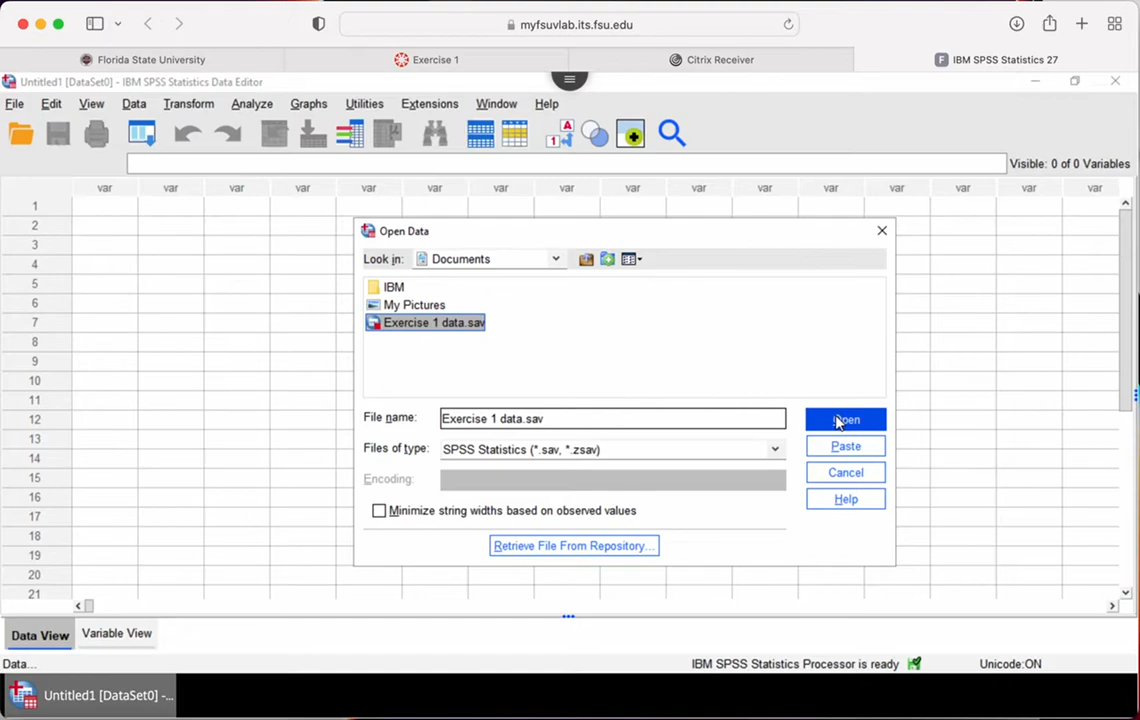 myfsuvlab.its.fsu.edu
Florida State University
Exercise 1
Citrix Receiver
F IBM SPSS Statistics 27
Untitled1 [DataSet0] - IBM SPSS Statistics Data Editor
File Edit View Data Transform Analyze Graphs Utilities Extensions Window Help
1 A
Visible: 0 of 0 Variables
var var var var var var var var var var var var var var var var
1
2
3
4
5
6
7
8
9
10
11
12
13
14
15
16
17
18
19
20
21
Open Data
Look in: Documents
IBM
My Pictures
Exercise 1 data.sav
File name: Exercise 1 data.sav
Open
Files of type: SPSS Statistics (*.sav, *.zsav)
Paste
Encoding:
Cancel
Help
Minimize string widths based on observed values
Retrieve File From Repository...
Data View Variable View
Data...
IBM SPSS Statistics Processor is ready
Unicode:ON
Untitled1 [DataSet0] -...